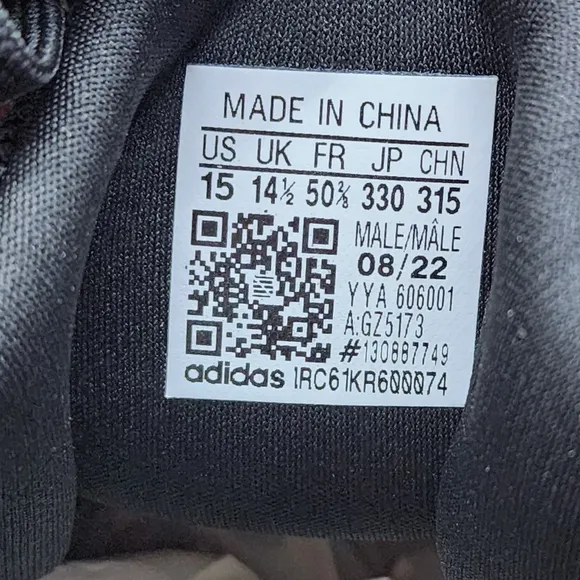 MADE IN CHINA
US UK FR JP CHN
15 14½ 50⅔ 330 315
MALE/MÂLE
08/22
YYA 606001
A:GZ5173
#130887749
adidas 1RC61KR600074